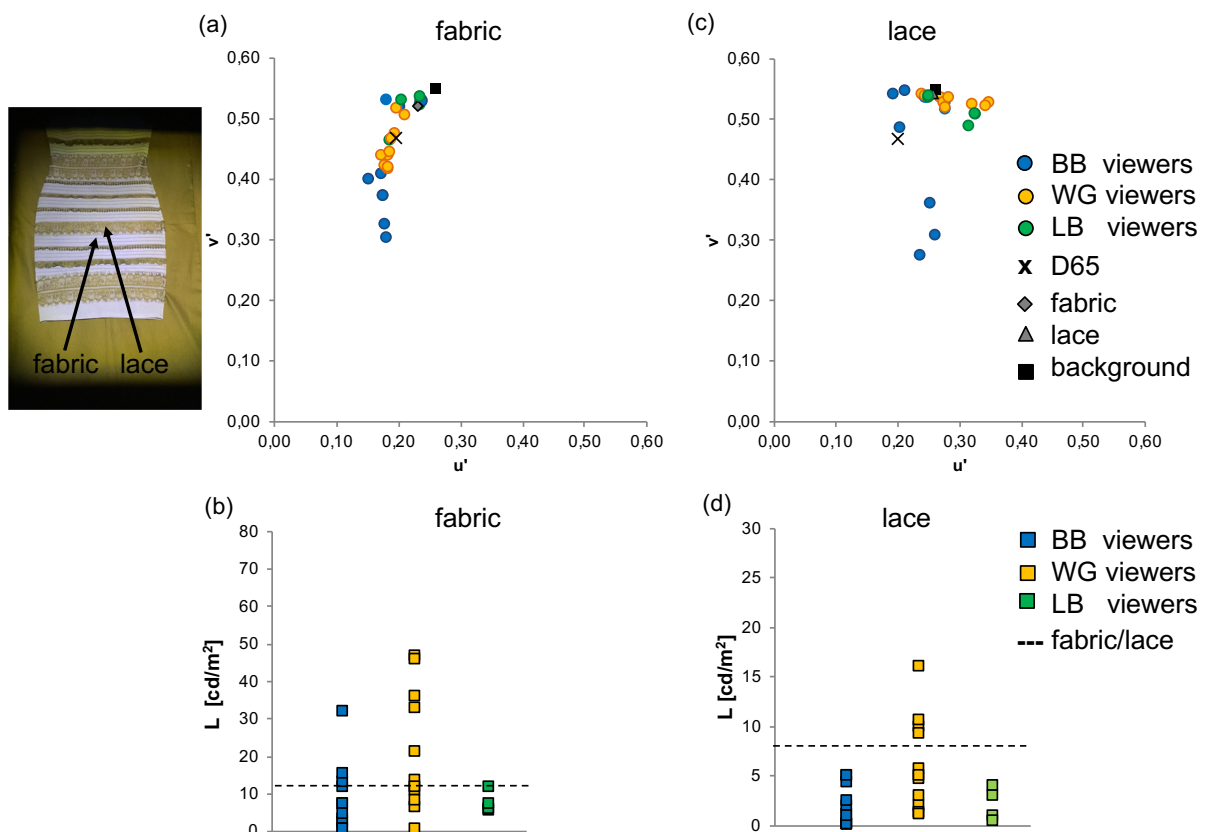 (a)
fabric
0,60
0,50
0,40
0,30
0,20
0,10
0,00
v'
0,00 0,20 0,30 0,40 0,50 0,60
u'
fabric lace
(c)
lace
0,60
0,50
0,40
0,30
0,20
0,10
0,00
v'
0,00 0,20 0,30 0,40 0,50 0,60
u'
BB viewers
WG viewers
LB viewers
x D65
fabric
lace
background
(b)
fabric
80
70
60
50
40
30
20
10
0
L [cd/m²]
(d)
lace
30
25
20
15
10
5
0
L [cd/m²]
BB viewers
WG viewers
LB viewers
--- fabric/lace